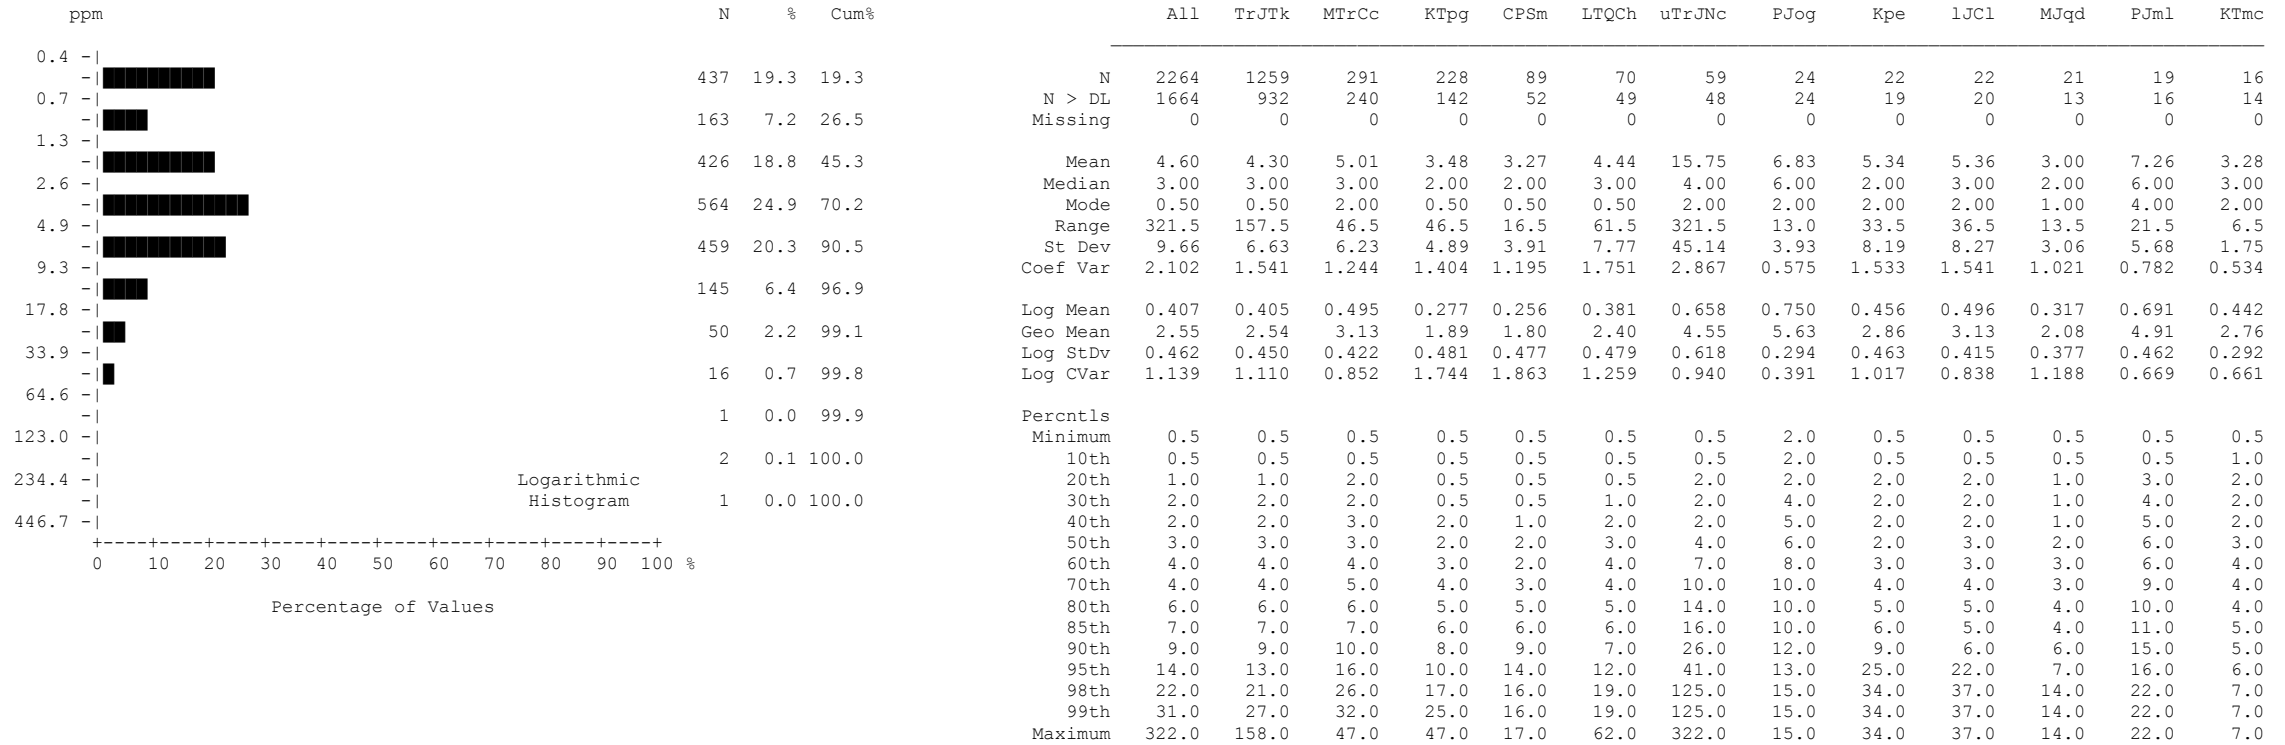 ppm N % Cum% All TrJTk MTrCc KTpg CPSm LTQCh uTrJNc PJog Kpe lJCl MJqd PJml KTmc
0.4 -|
-| 437 19.3 19.3 N 2264 1259 291 228 89 70 59 24 22 22 21 19 16
0.7 -| N > DL 1664 932 240 142 52 49 48 24 19 20 13 16 14
-| 163 7.2 26.5 Missing 0 0 0 0 0 0 0 0 0 0 0 0 0
1.3 -|
-| 426 18.8 45.3 Mean 4.60 4.30 5.01 3.48 3.27 4.44 15.75 6.83 5.34 5.36 3.00 7.26 3.28
2.6 -| Median 3.00 3.00 3.00 2.00 2.00 3.00 4.00 6.00 2.00 3.00 2.00 6.00 3.00
-| 564 24.9 70.2 Mode 0.50 0.50 2.00 0.50 0.50 0.50 2.00 2.00 2.00 2.00 1.00 4.00 2.00
4.9 -| Range 321.5 157.5 46.5 46.5 16.5 61.5 321.5 13.0 33.5 36.5 13.5 21.5 6.5
-| 459 20.3 90.5 St Dev 9.66 6.63 6.23 4.89 3.91 7.77 45.14 3.93 8.19 8.27 3.06 5.68 1.75
9.3 -| Coef Var 2.102 1.541 1.244 1.404 1.195 1.751 2.867 0.575 1.533 1.541 1.021 0.782 0.534
-| 145 6.4 96.9
17.8 -| Log Mean 0.407 0.405 0.495 0.277 0.256 0.381 0.658 0.750 0.456 0.496 0.317 0.691 0.442
-| 50 2.2 99.1 Geo Mean 2.55 2.54 3.13 1.89 1.80 2.40 4.55 5.63 2.86 3.13 2.08 4.91 2.76
33.9 -| Log StDv 0.462 0.450 0.422 0.481 0.477 0.479 0.618 0.294 0.463 0.415 0.377 0.462 0.292
-| 16 0.7 99.8 Log CVar 1.139 1.110 0.852 1.744 1.863 1.259 0.940 0.391 1.017 0.838 1.188 0.669 0.661
64.6 -|
-| 1 0.0 99.9 Percntls
123.0 -| Minimum 0.5 0.5 0.5 0.5 0.5 0.5 0.5 2.0 0.5 0.5 0.5 0.5 0.5
-| 2 0.1 100.0 10th 0.5 0.5 0.5 0.5 0.5 0.5 0.5 2.0 0.5 0.5 0.5 0.5 1.0
234.4 -| Logarithmic 20th 1.0 1.0 2.0 0.5 0.5 0.5 2.0 2.0 2.0 2.0 1.0 3.0 2.0
-| Histogram 1 0.0 100.0 30th 2.0 2.0 2.0 0.5 0.5 1.0 2.0 4.0 2.0 2.0 1.0 4.0 2.0
446.7 -| 40th 2.0 2.0 3.0 2.0 1.0 2.0 2.0 5.0 2.0 2.0 1.0 5.0 2.0
+----+----+----+----+----+----+----+----+----+----+ 50th 3.0 3.0 3.0 2.0 2.0 3.0 4.0 6.0 2.0 3.0 2.0 6.0 3.0
0 10 20 30 40 50 60 70 80 90 100 % 60th 4.0 4.0 4.0 3.0 2.0 4.0 7.0 8.0 3.0 3.0 3.0 6.0 4.0
70th 4.0 4.0 5.0 4.0 3.0 4.0 10.0 10.0 4.0 4.0 3.0 9.0 4.0
Percentage of Values 80th 6.0 6.0 6.0 5.0 5.0 5.0 14.0 10.0 5.0 5.0 4.0 10.0 4.0
85th 7.0 7.0 7.0 6.0 6.0 6.0 16.0 10.0 6.0 5.0 4.0 11.0 5.0
90th 9.0 9.0 10.0 8.0 9.0 7.0 26.0 12.0 9.0 6.0 6.0 15.0 5.0
95th 14.0 13.0 16.0 10.0 14.0 12.0 41.0 13.0 25.0 22.0 7.0 16.0 6.0
98th 22.0 21.0 26.0 17.0 16.0 19.0 125.0 15.0 34.0 37.0 14.0 22.0 7.0
99th 31.0 27.0 32.0 25.0 16.0 19.0 125.0 15.0 34.0 37.0 14.0 22.0 7.0
Maximum 322.0 158.0 47.0 47.0 17.0 62.0 322.0 15.0 34.0 37.0 14.0 22.0 7.0